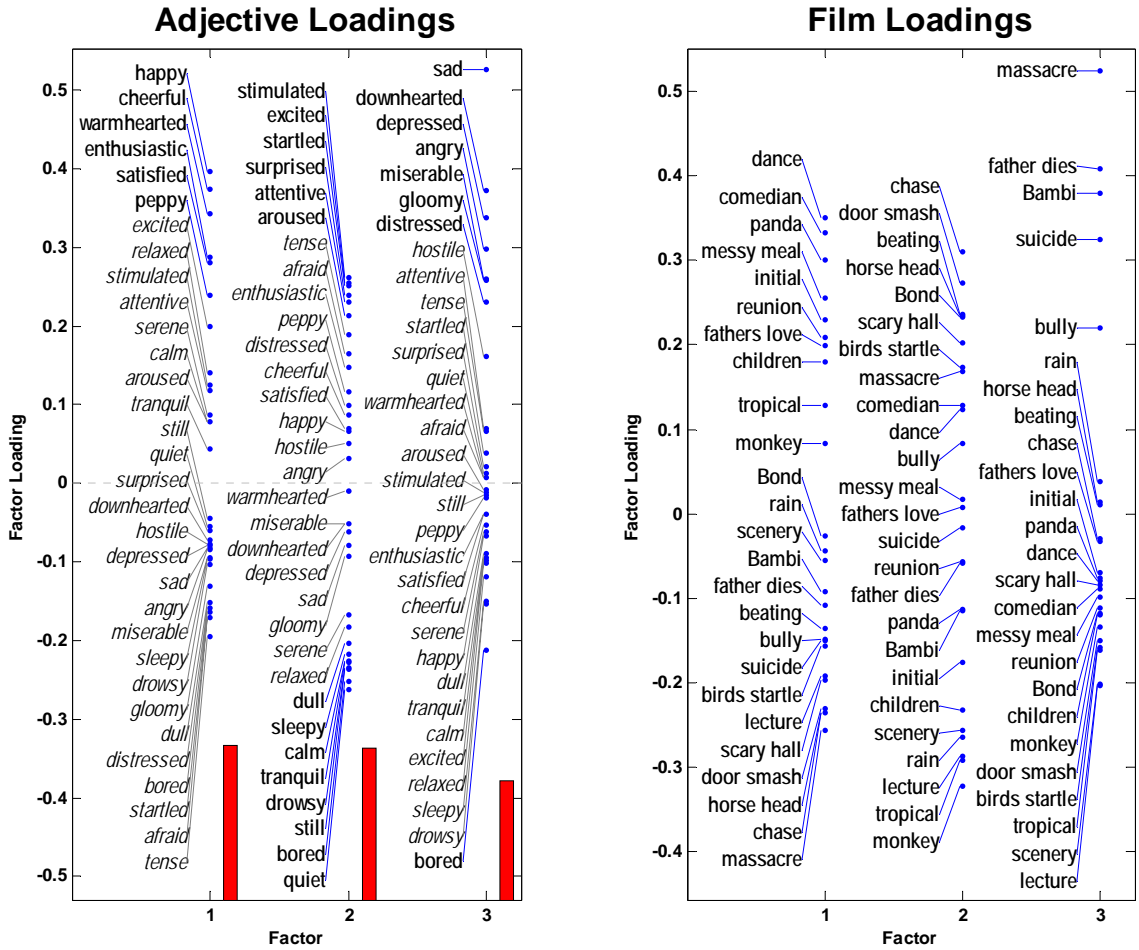 Adjective Loadings
0.5
0.4
0.3
0.2
0.1
0
-0.1
-0.2
-0.3
-0.4
-0.5
Factor Loading
happy
cheerful
warmhearted
enthusiastic
satisfied
peppy
excited
relaxed
stimulated
attentive
serene
calm
aroused
tranquil
still
quiet
surprised
downhearted
hostile
depressed
sad
angry
miserable
sleepy
drowsy
gloomy
dull
distressed
bored
startled
afraid
tense
stimulated
excited
startled
surprised
attentive
aroused
tense
afraid
enthusiastic
peppy
distressed
cheerful
satisfied
happy
hostile
angry
warmhearted
miserable
downhearted
depressed
sad
gloomy
serene
relaxed
dull
sleepy
calm
tranquil
drowsy
still
bored
quiet
sad
downhearted
depressed
angry
miserable
gloomy
distressed
hostile
attentive
tense
startled
surprised
quiet
warmhearted
afraid
aroused
stimulated
still
peppy
enthusiastic
satisfied
cheerful
serene
happy
dull
tranquil
calm
excited
relaxed
sleepy
drowsy
bored
1
2
3
Factor
Film Loadings
0.5
0.4
0.3
0.2
0.1
0
-0.1
-0.2
-0.3
-0.4
Factor Loading
dance
comedian
panda
messy meal
initial
reunion
fathers love
children
tropical
monkey
Bond
rain
scenery
Bambi
father dies
beating
bully
suicide
birds startle
lecture
scary hall
door smash
horse head
chase
massacre
chase
door smash
beating
horse head
Bond
scary hall
birds startle
massacre
comedian
dance
bully
messy meal
fathers love
suicide
reunion
father dies
panda
Bambi
initial
children
scenery
rain
lecture
tropical
monkey
massacre
father dies
Bambi
suicide
bully
rain
horse head
beating
chase
fathers love
initial
panda
dance
scary hall
comedian
messy meal
reunion
Bond
children
monkey
door smash
birds startle
tropical
scenery
lecture
1
2
3
Factor